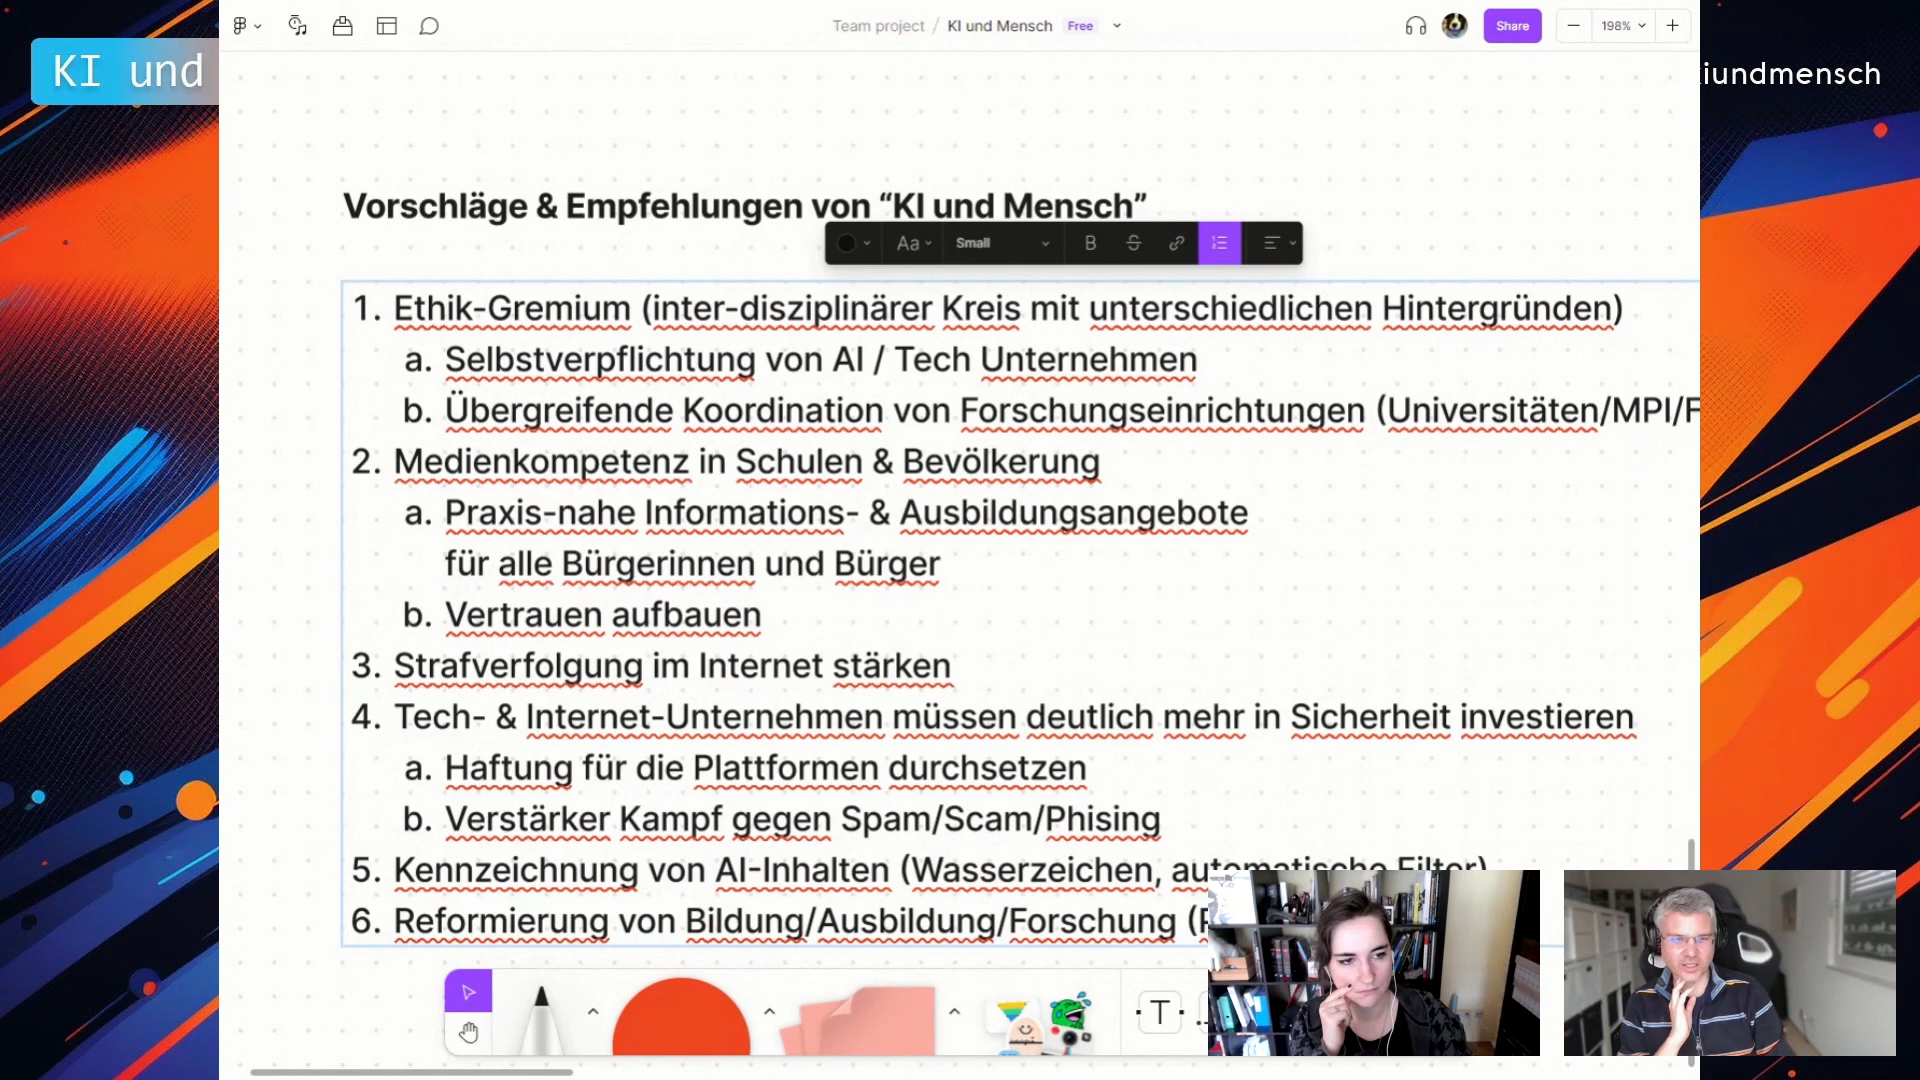 KI und
Team project / KI und Mensch Free
Share
198%
iundmensch
Vorschläge & Empfehlungen von “KI und Mensch”
Aa Small B S
1. Ethik-Gremium (inter-disziplinärer Kreis mit unterschiedlichen Hintergründen)
a. Selbstverpflichtung von AI / Tech Unternehmen
b. Übergreifende Koordination von Forschungseinrichtungen (Universitäten/MPI/F
2. Medienkompetenz in Schulen & Bevölkerung
a. Praxis-nahe Informations- & Ausbildungsangebote
für alle Bürgerinnen und Bürger
b. Vertrauen aufbauen
3. Strafverfolgung im Internet stärken
4. Tech- & Internet-Unternehmen müssen deutlich mehr in Sicherheit investieren
a. Haftung für die Plattformen durchsetzen
b. Verstärker Kampf gegen Spam/Scam/Phising
5. Kennzeichnung von AI-Inhalten (Wasserzeichen, automatische Filter)
6. Reformierung von Bildung/Ausbildung/Forschung (
T